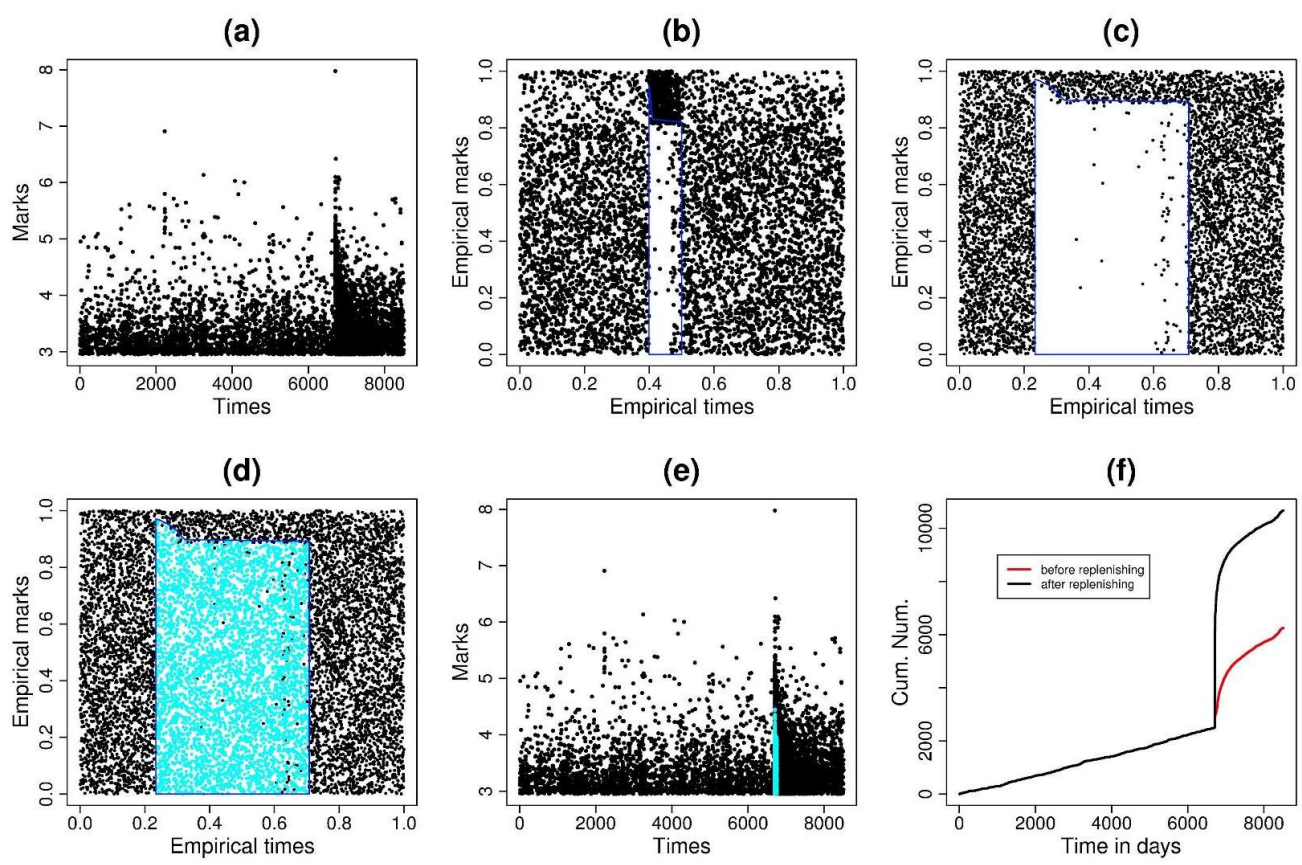 (a)
Marks
8
7
6
5
4
3
0 2000 4000 6000 8000
Times
(b)
Empirical marks
1.0
0.8
0.6
0.4
0.2
0.0
0.0 0.2 0.4 0.6 0.8 1.0
Empirical times
(c)
Empirical marks
1.0
0.8
0.6
0.4
0.2
0.0
0.0 0.2 0.4 0.6 0.8 1.0
Empirical times
(d)
Empirical marks
1.0
0.8
0.6
0.4
0.2
0.0
0.0 0.2 0.4 0.6 0.8 1.0
Empirical times
(e)
Marks
8
7
6
5
4
3
0 2000 4000 6000 8000
Times
(f)
Cum. Num.
10000
6000
2000
0
before replenishing
after replenishing
0 2000 4000 6000 8000
Time in days